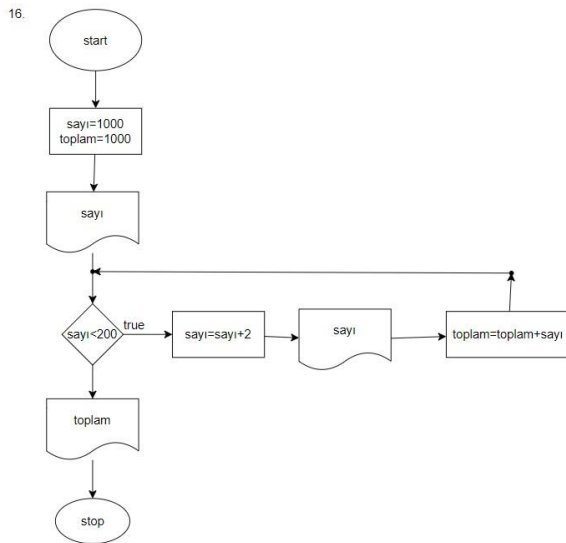 16.
start
sayı=1000
toplam=1000
sayı
sayı<200
true
sayı=sayı+2
sayı
toplam=toplam+sayı
toplam
stop